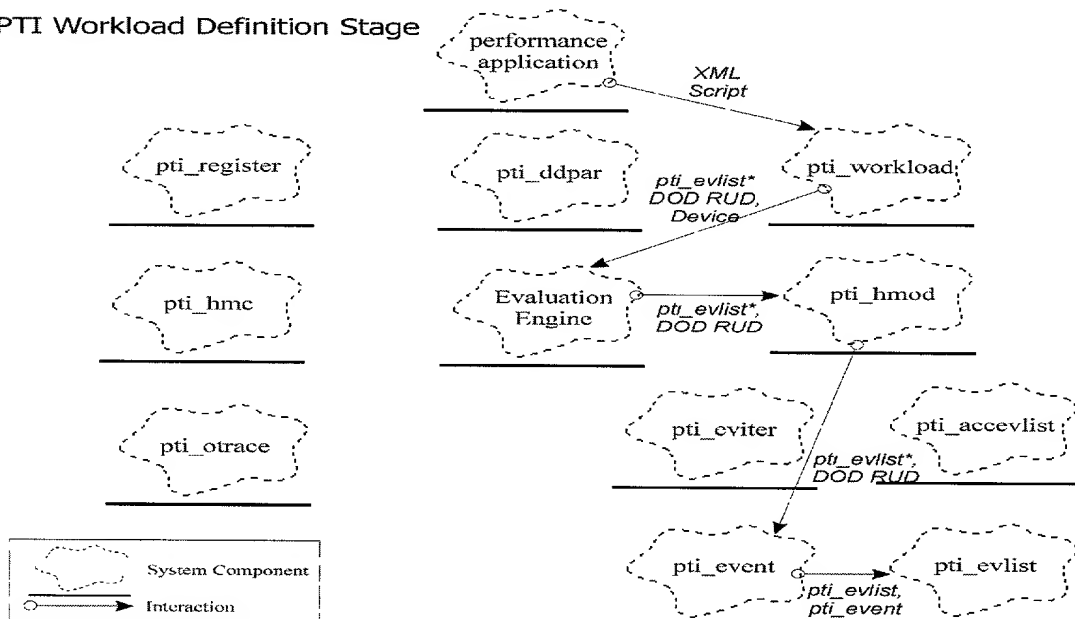 PTI Workload Definition Stage
performance
application
XML
Script
pti_register
pti_ddpar
pti_workload
pti_evlist*
DOD RUD,
Device
pti_hmc
Evaluation
Engine
pti_evlist*,
DOD RUD
pti_hmod
pti_otrace
pti_eviter
pti_accevlist
pti_evlist*,
DOD RUD
pti_event
pti_evlist
pti_evlist,
pti_event
System Component
Interaction